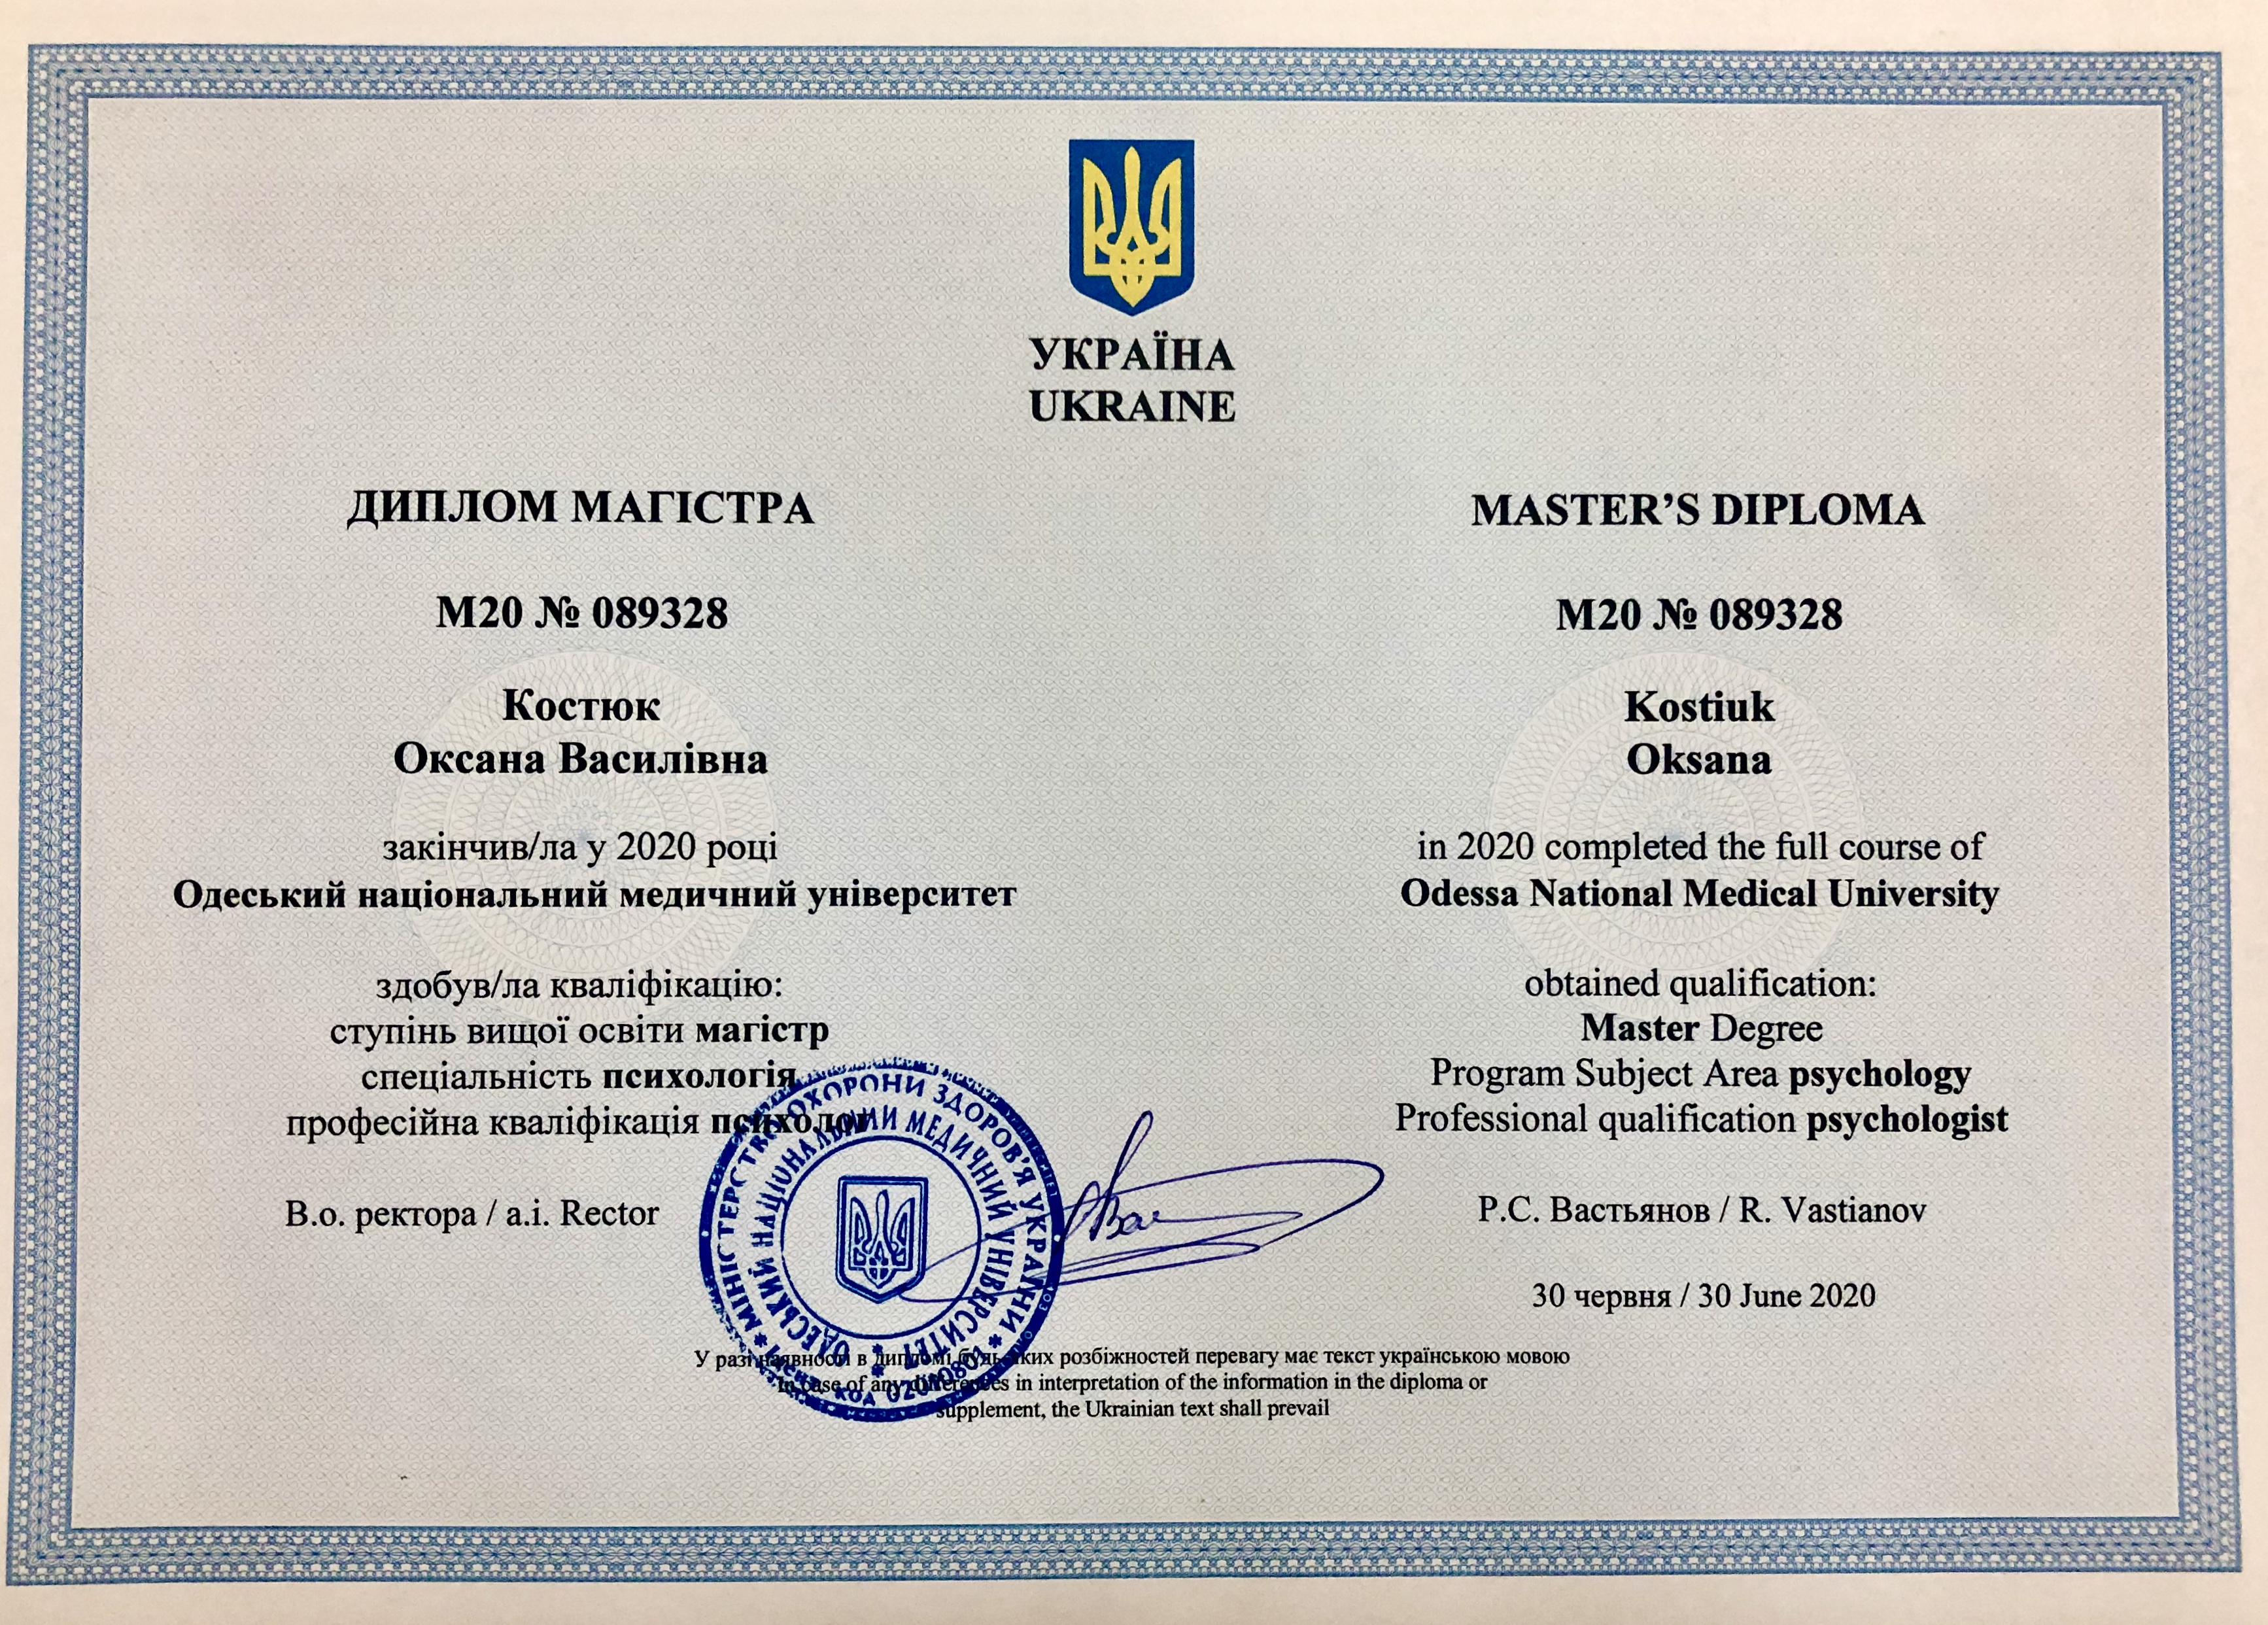 УКРАЇНА
UKRAINE
ДИПЛОМ МАГІСТРА
М20 № 089328
Костюк
Оксана Василівна
закінчив/ла у 2020 році
Одеський національний медичний університет
здобув/ла кваліфікацію:
ступінь вищої освіти магістр
спеціальність психологія
професійна кваліфікація психолог
В.о. ректора / a.i. Rector
MASTER’S DIPLOMA
M20 № 089328
Kostiuk
Oksana
in 2020 completed the full course of
Odessa National Medical University
obtained qualification:
Master Degree
Program Subject Area psychology
Professional qualification psychologist
Р.С. Вастьянов / R. Vastianov
30 червня / 30 June 2020
МІНІСТЕРСТВО ОХОРОНИ ЗДОРОВ'Я УКРАЇНИ
ОДЕСЬКИЙ НАЦІОНАЛЬНИЙ МЕДИЧНИЙ УНІВЕРСИТЕТ
У разі наявності в дипломі будь-яких розбіжностей перевагу має текст українською мовою
In case of any differences in interpretation of the information in the diploma or
supplement, the Ukrainian text shall prevail